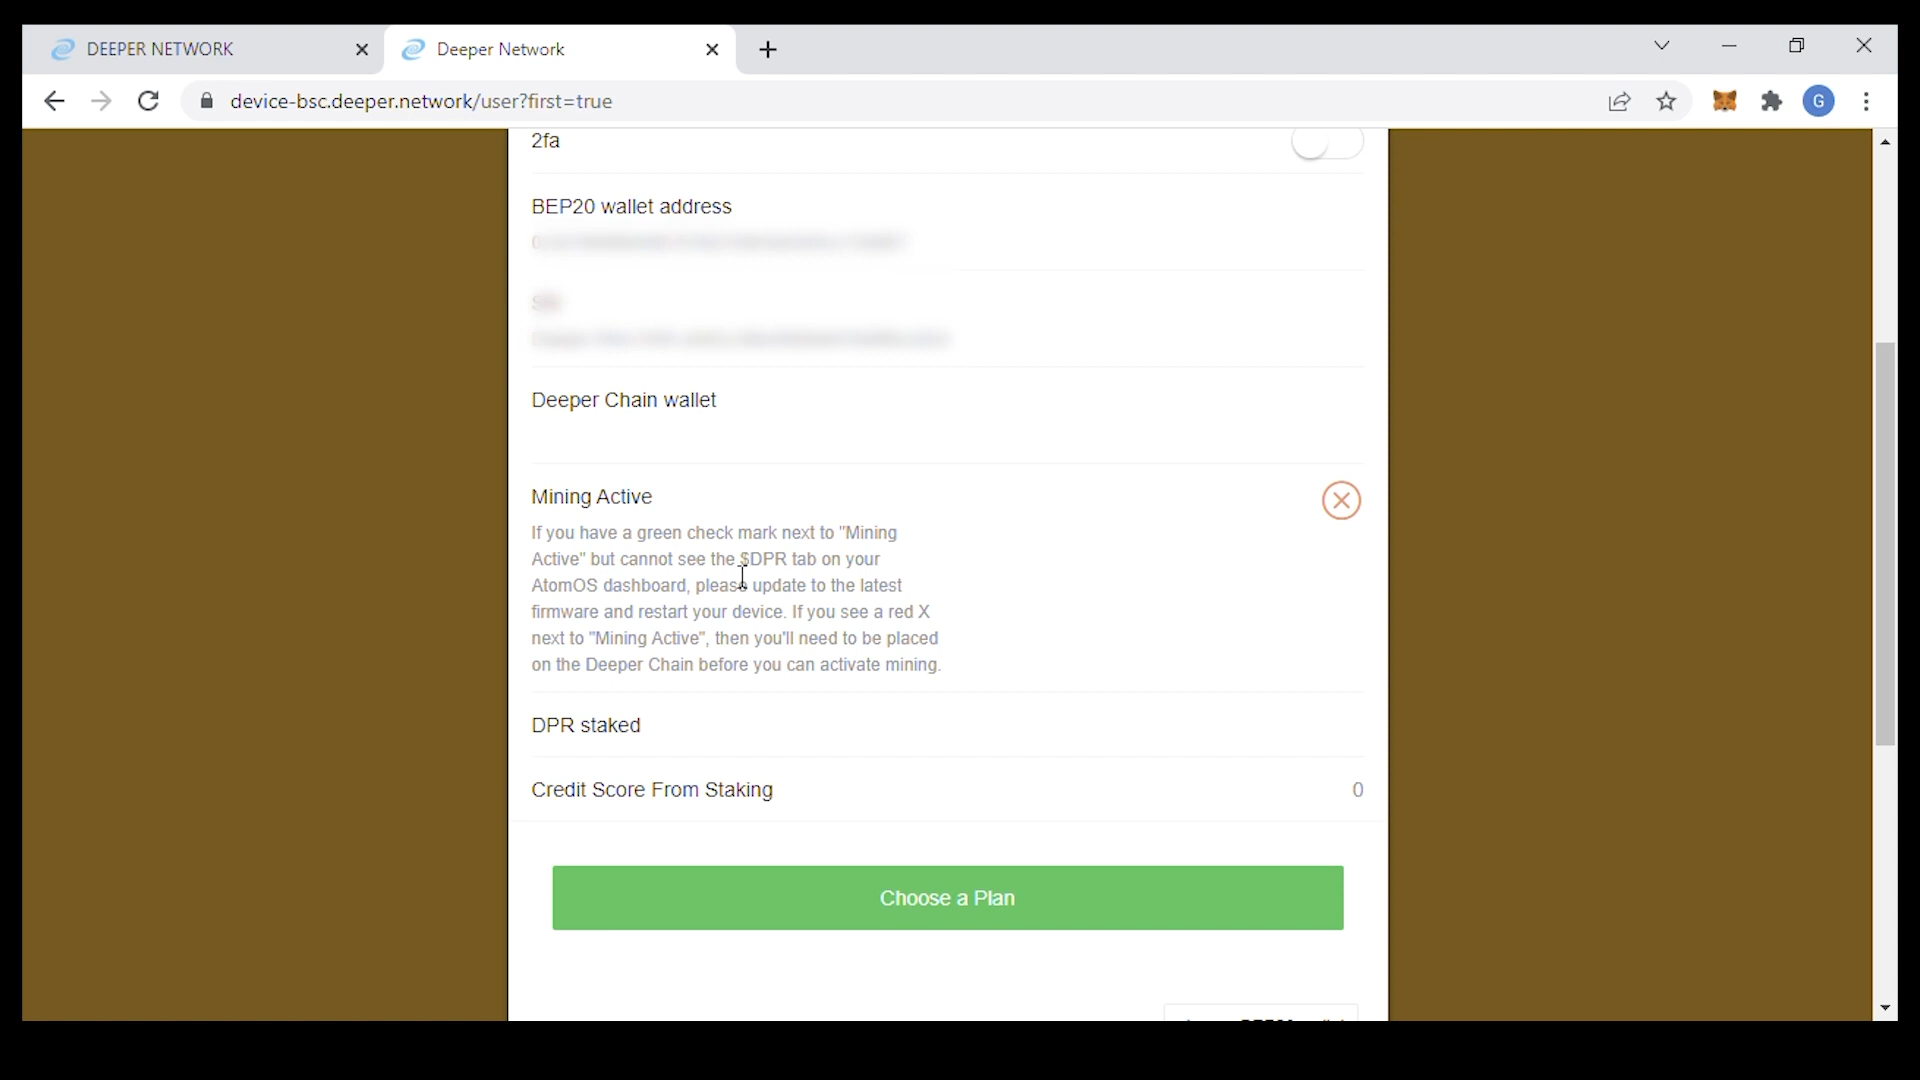 DEEPER NETWORK
Deeper Network
device-bsc.deeper.network/user?first=true
G
2fa
BEP20 wallet address
Deeper Chain wallet
Mining Active
If you have a green check mark next to "Mining
Active" but cannot see the $DPR tab on your
AtomOS dashboard, please update to the latest
firmware and restart your device. If you see a red X
next to "Mining Active", then you'll need to be placed
on the Deeper Chain before you can activate mining.
DPR staked
Credit Score From Staking
0
Choose a Plan